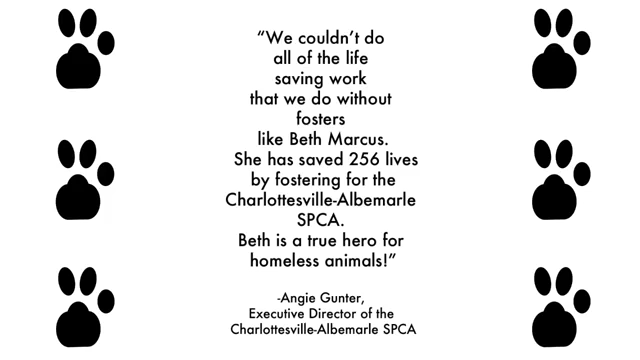 “We couldn’t do
all of the life
saving work
that we do without
fosters
like Beth Marcus.
She has saved 256 lives
by fostering for the
Charlottesville-Albemarle
SPCA.
Beth is a true hero for
homeless animals!”
-Angie Gunter,
Executive Director of the
Charlottesville-Albemarle SPCA